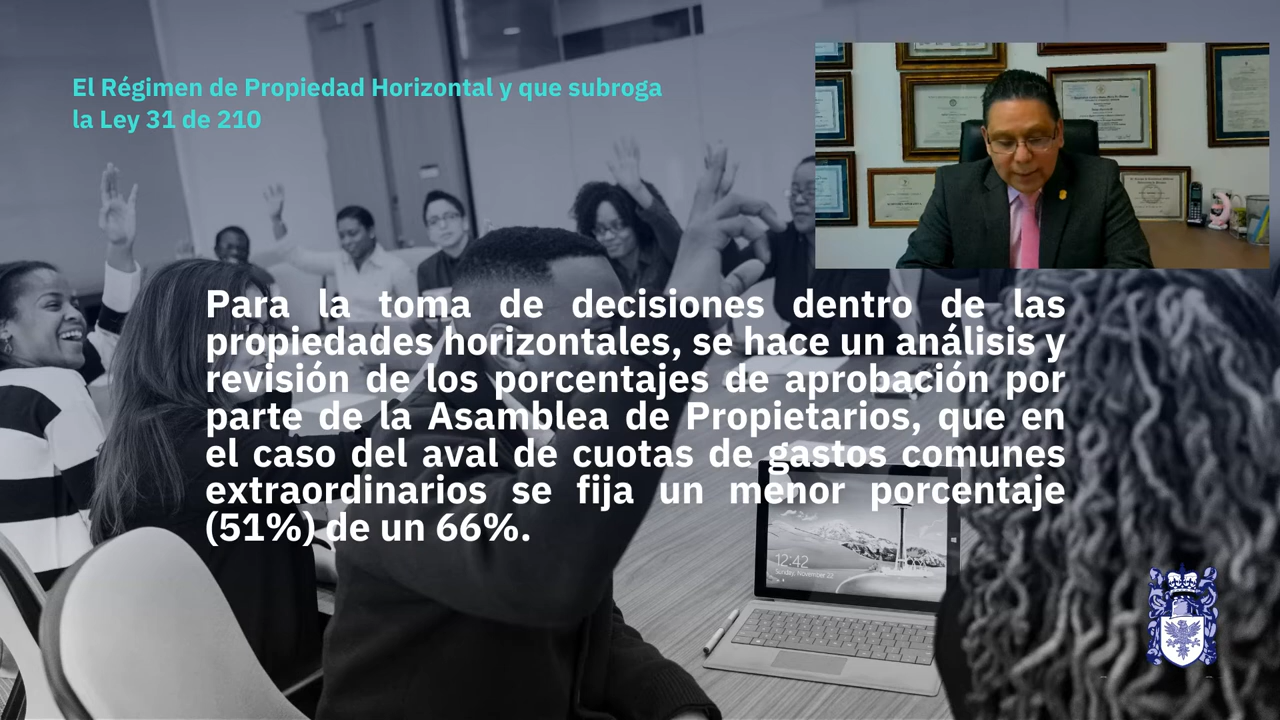 El Régimen de Propiedad Horizontal y que subroga
la Ley 31 de 210
Para la toma de decisiones dentro de las
propiedades horizontales, se hace un análisis y
revisión de los porcentajes de aprobación por
parte de la Asamblea de Propietarios, que en
el caso del aval de cuotas de gastos comunes
extraordinarios se fija un menor porcentaje
(51%) de un 66%.
12:42
Sunday, November 22